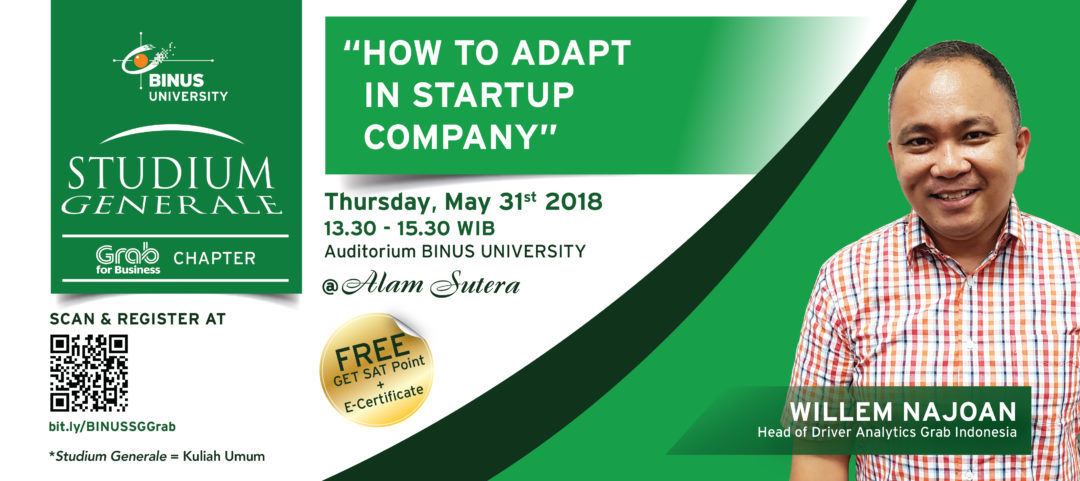 BINUS
UNIVERSITY
STUDIUM
GENERALE
Grab
for Business
CHAPTER
SCAN & REGISTER AT
bit.ly/BINUSSGGrab
*Studium Generale = Kuliah Umum
“HOW TO ADAPT
IN STARTUP
COMPANY”
Thursday, May 31st 2018
13.30 - 15.30 WIB
Auditorium BINUS UNIVERSITY
@ Alam Sutera
FREE
GET SAT Point
+
E-Certificate
WILLEM NAJOAN
Head of Driver Analytics Grab Indonesia